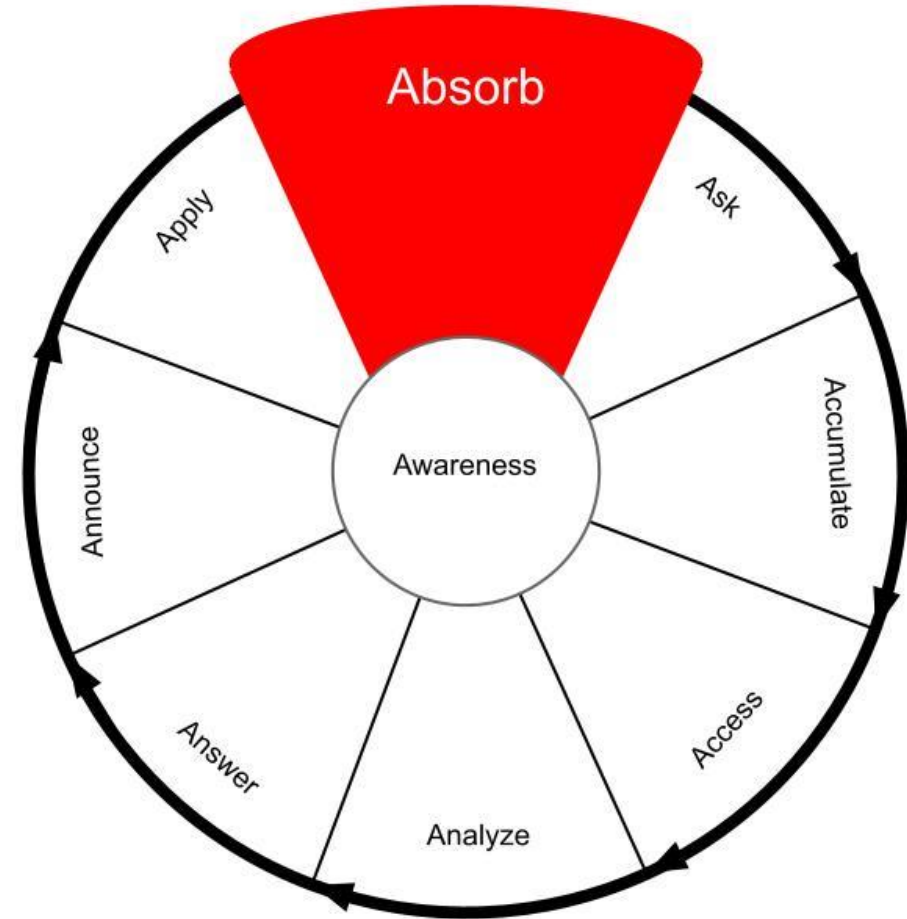 Absorb
Ask
Accumulate
Access
Analyze
Answer
Announce
Apply
Awareness